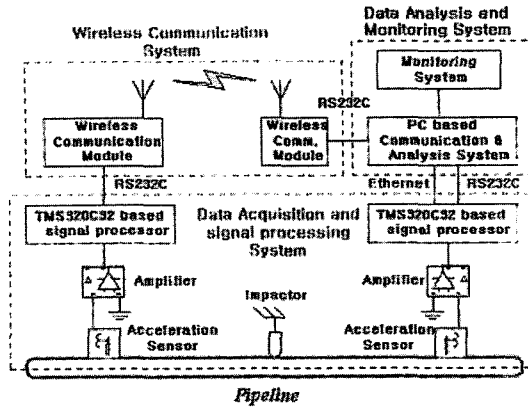 Wireless Communication
System
Data Analysis and
Monitoring System
Monitoring
System
RS232C
Wireless
Communication
Module
Wireless
Comm.
Module
PC based
Communication &
Analysis System
RS232C
Ethernet
RS232C
TMS320C32 based
signal processor
Data Acquisition and
signal processing
System
TMS320C32 based
signal processor
Amplifier
Impactor
Amplifier
Acceleration
Sensor
Acceleration
Sensor
Pipeline